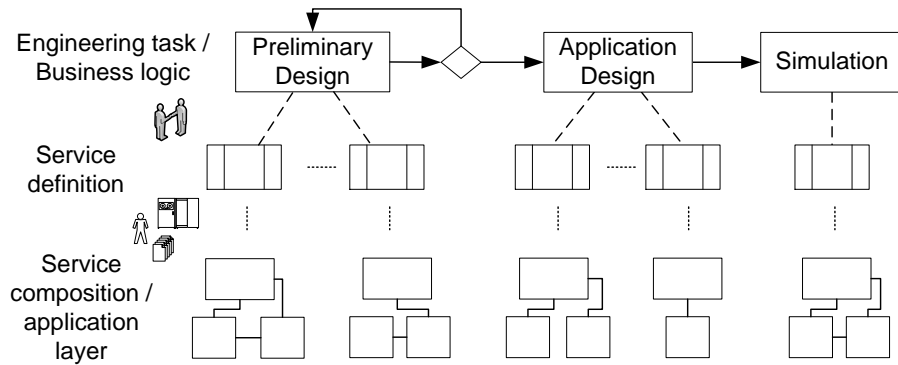 Engineering task /
Business logic
Preliminary
Design
Application
Design
Simulation
Service
definition
Service
composition /
application
layer